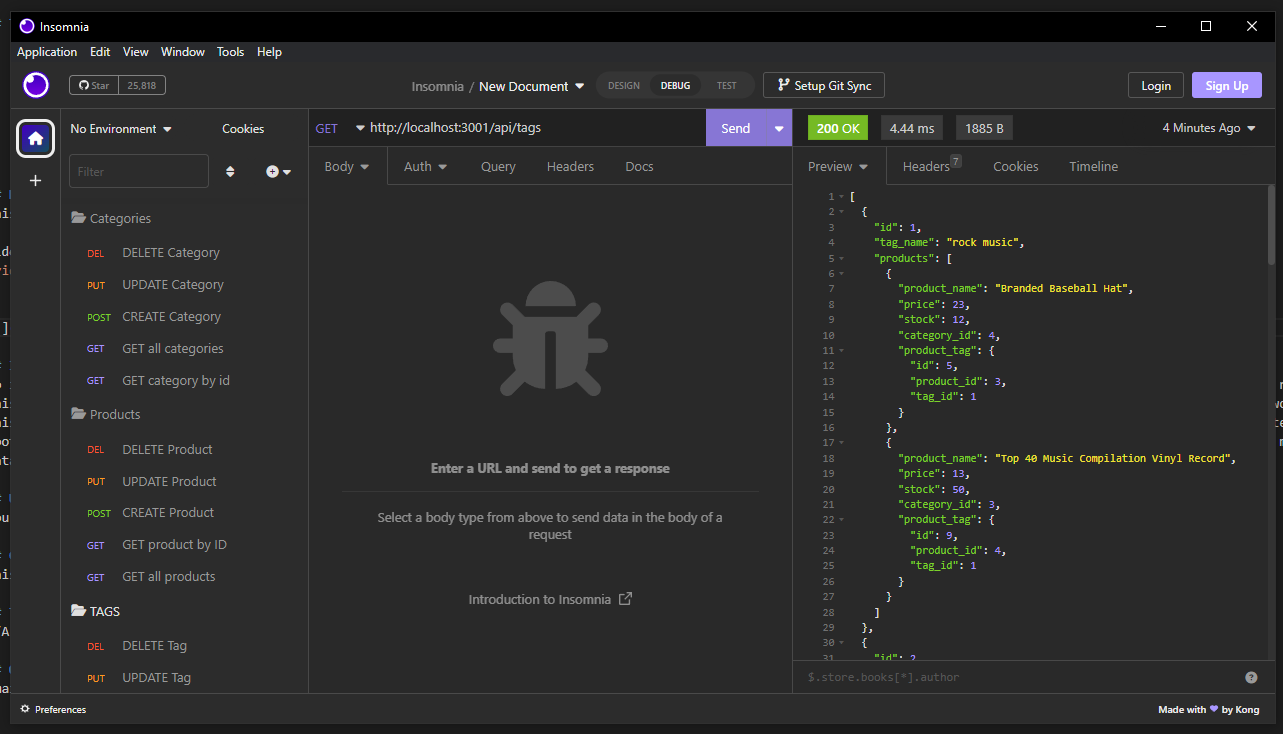 Insomnia
Application Edit View Window Tools Help
Star 25,818
Insomnia / New Document
DESIGN DEBUG TEST
Setup Git Sync
Login Sign Up
No Environment Cookies
Filter
Categories
DEL DELETE Category
PUT UPDATE Category
POST CREATE Category
GET GET all categories
GET GET category by id
Products
DEL DELETE Product
PUT UPDATE Product
POST CREATE Product
GET GET product by ID
GET GET all products
TAGS
DEL DELETE Tag
PUT UPDATE Tag
GET http://localhost:3001/api/tags Send
Body Auth Query Headers Docs
Enter a URL and send to get a response
Select a body type from above to send data in the body of a
request
Introduction to Insomnia
200 OK 4.44 ms 1885 B 4 Minutes Ago
Preview Headers 7 Cookies Timeline
1 [
2 {
3 "id": 1,
4 "tag_name": "rock music",
5 "products": [
6 {
7 "product_name": "Branded Baseball Hat",
8 "price": 23,
9 "stock": 12,
10 "category_id": 4,
11 "product_tag": {
12 "id": 5,
13 "product_id": 3,
14 "tag_id": 1
15 }
16 },
17 {
18 "product_name": "Top 40 Music Compilation Vinyl Record",
19 "price": 13,
20 "stock": 50,
21 "category_id": 3,
22 "product_tag": {
23 "id": 9,
24 "product_id": 4,
25 "tag_id": 1
26 }
27 }
28 ]
29 },
30 {
31 "id": 2
$.store.books[*].author
Preferences
Made with 💜 by Kong